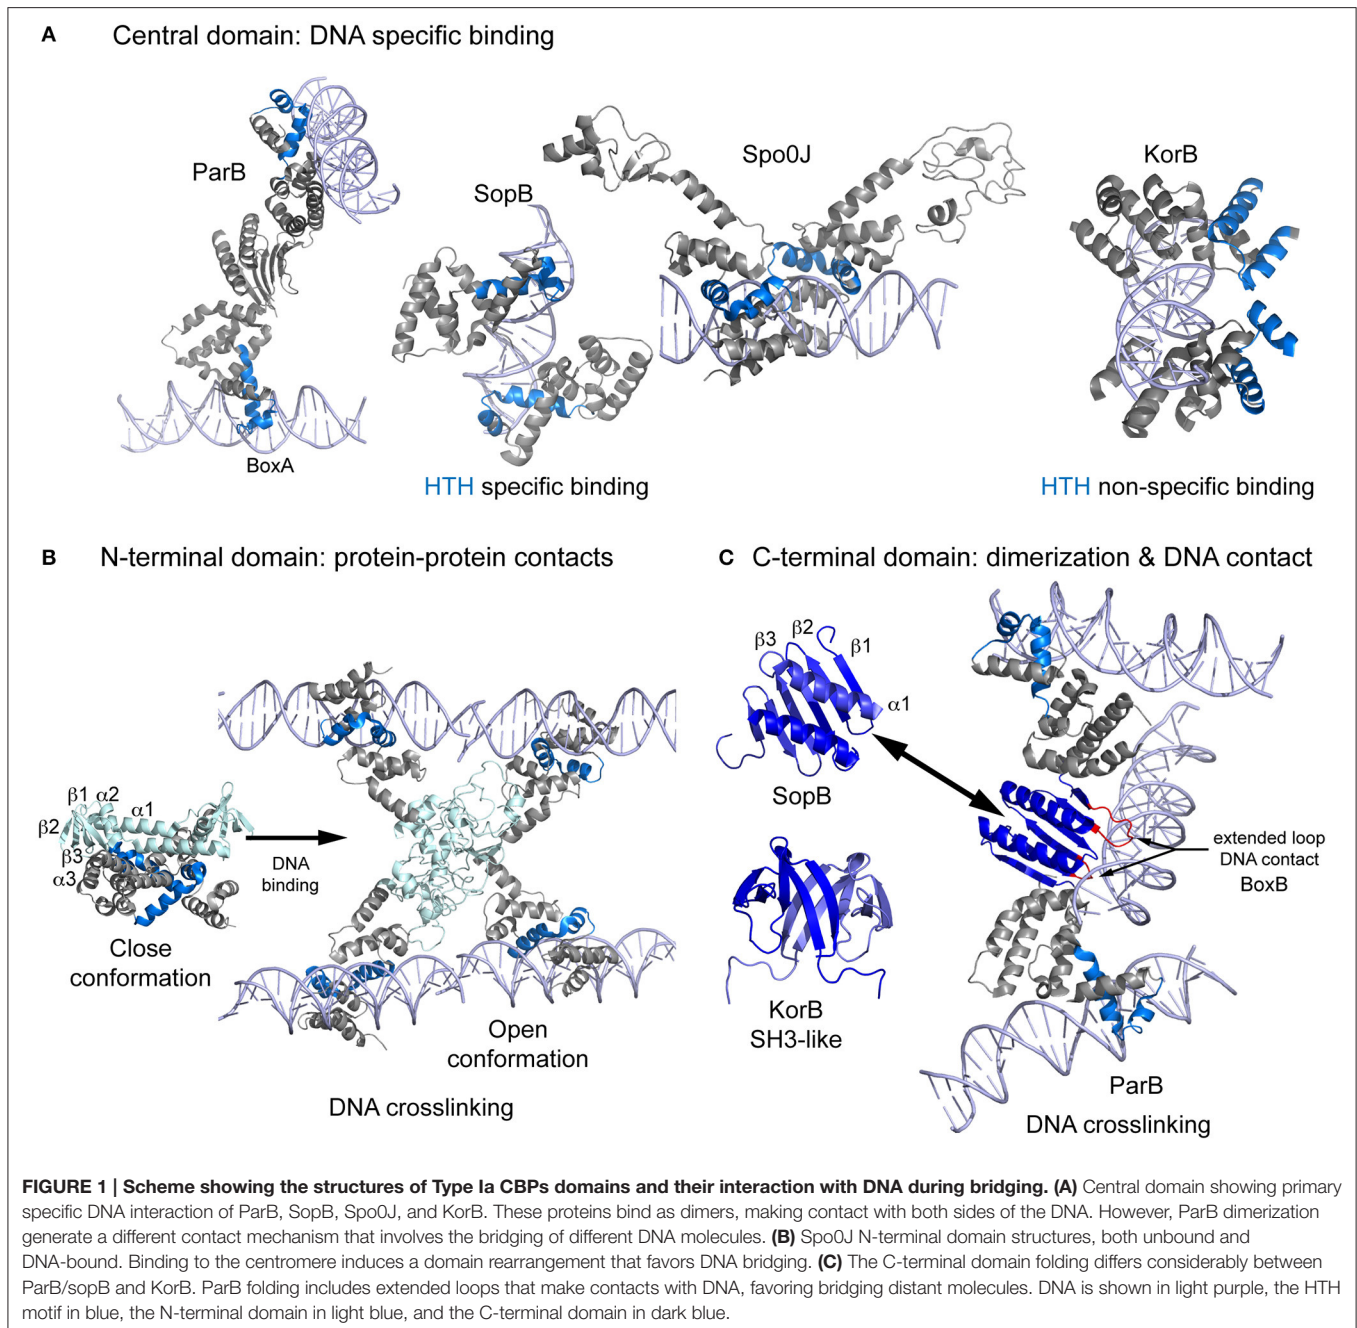 A Central domain: DNA specific binding
ParB
SopB
Spo0J
KorB
BoxA
HTH specific binding
HTH non-specific binding
B N-terminal domain: protein-protein contacts
β1 α2 α1
β2
β3
α3
Close
conformation
DNA
binding
Open
conformation
DNA crosslinking
C C-terminal domain: dimerization & DNA contact
β3 β2 β1
α1
SopB
KorB
SH3-like
extended loop
DNA contact
BoxB
ParB
DNA crosslinking
FIGURE 1 | Scheme showing the structures of Type Ia CBPs domains and their interaction with DNA during bridging. (A) Central domain showing primary
specific DNA interaction of ParB, SopB, Spo0J, and KorB. These proteins bind as dimers, making contact with both sides of the DNA. However, ParB dimerization
generate a different contact mechanism that involves the bridging of different DNA molecules. (B) Spo0J N-terminal domain structures, both unbound and
DNA-bound. Binding to the centromere induces a domain rearrangement that favors DNA bridging. (C) The C-terminal domain folding differs considerably between
ParB/sopB and KorB. ParB folding includes extended loops that make contacts with DNA, favoring bridging distant molecules. DNA is shown in light purple, the HTH
motif in blue, the N-terminal domain in light blue, and the C-terminal domain in dark blue.